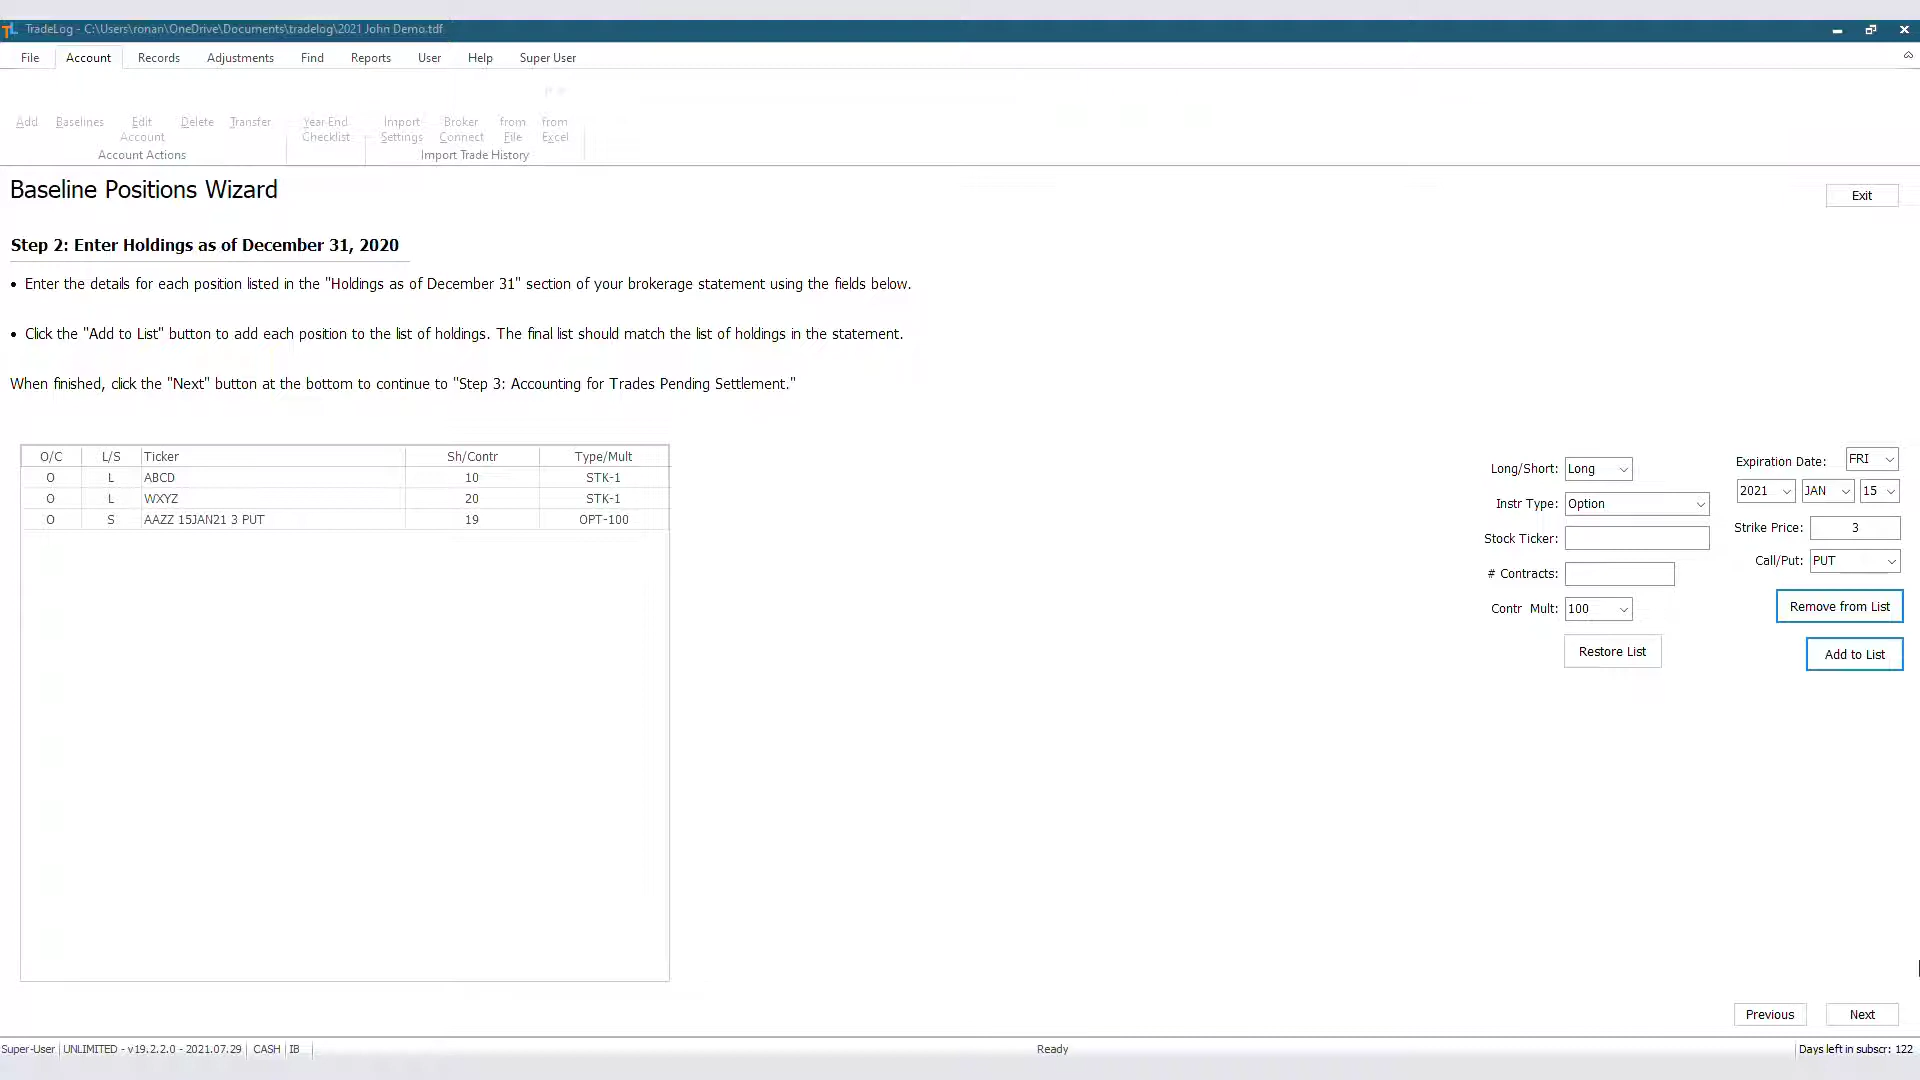 TradeLog - C:\Users\ronan\OneDrive\Documents\tradelog\2021 John Demo.tdf
File Account Records Adjustments Find Reports User Help Super User
Add Baselines Edit Account Delete Transfer Year-End Checklist Import Settings Broker Connect from File from Excel
Account Actions Import Trade History
Baseline Positions Wizard
Exit
Step 2: Enter Holdings as of December 31, 2020
• Enter the details for each position listed in the "Holdings as of December 31" section of your brokerage statement using the fields below.
• Click the "Add to List" button to add each position to the list of holdings. The final list should match the list of holdings in the statement.
When finished, click the "Next" button at the bottom to continue to "Step 3: Accounting for Trades Pending Settlement."
O/C L/S Ticker Sh/Contr Type/Mult
O L ABCD 10 STK-1
O L WXYZ 20 STK-1
O S AAZZ 15JAN21 3 PUT 19 OPT-100
Long/Short: Long
Instr Type: Option
Stock Ticker:
# Contracts:
Contr Mult: 100
Restore List
Expiration Date: FRI
2021 JAN 15
Strike Price: 3
Call/Put: PUT
Remove from List
Add to List
Previous Next
Super-User UNLIMITED - v19.2.2.0 - 2021.07.29 CASH IB Ready Days left in subscr: 122